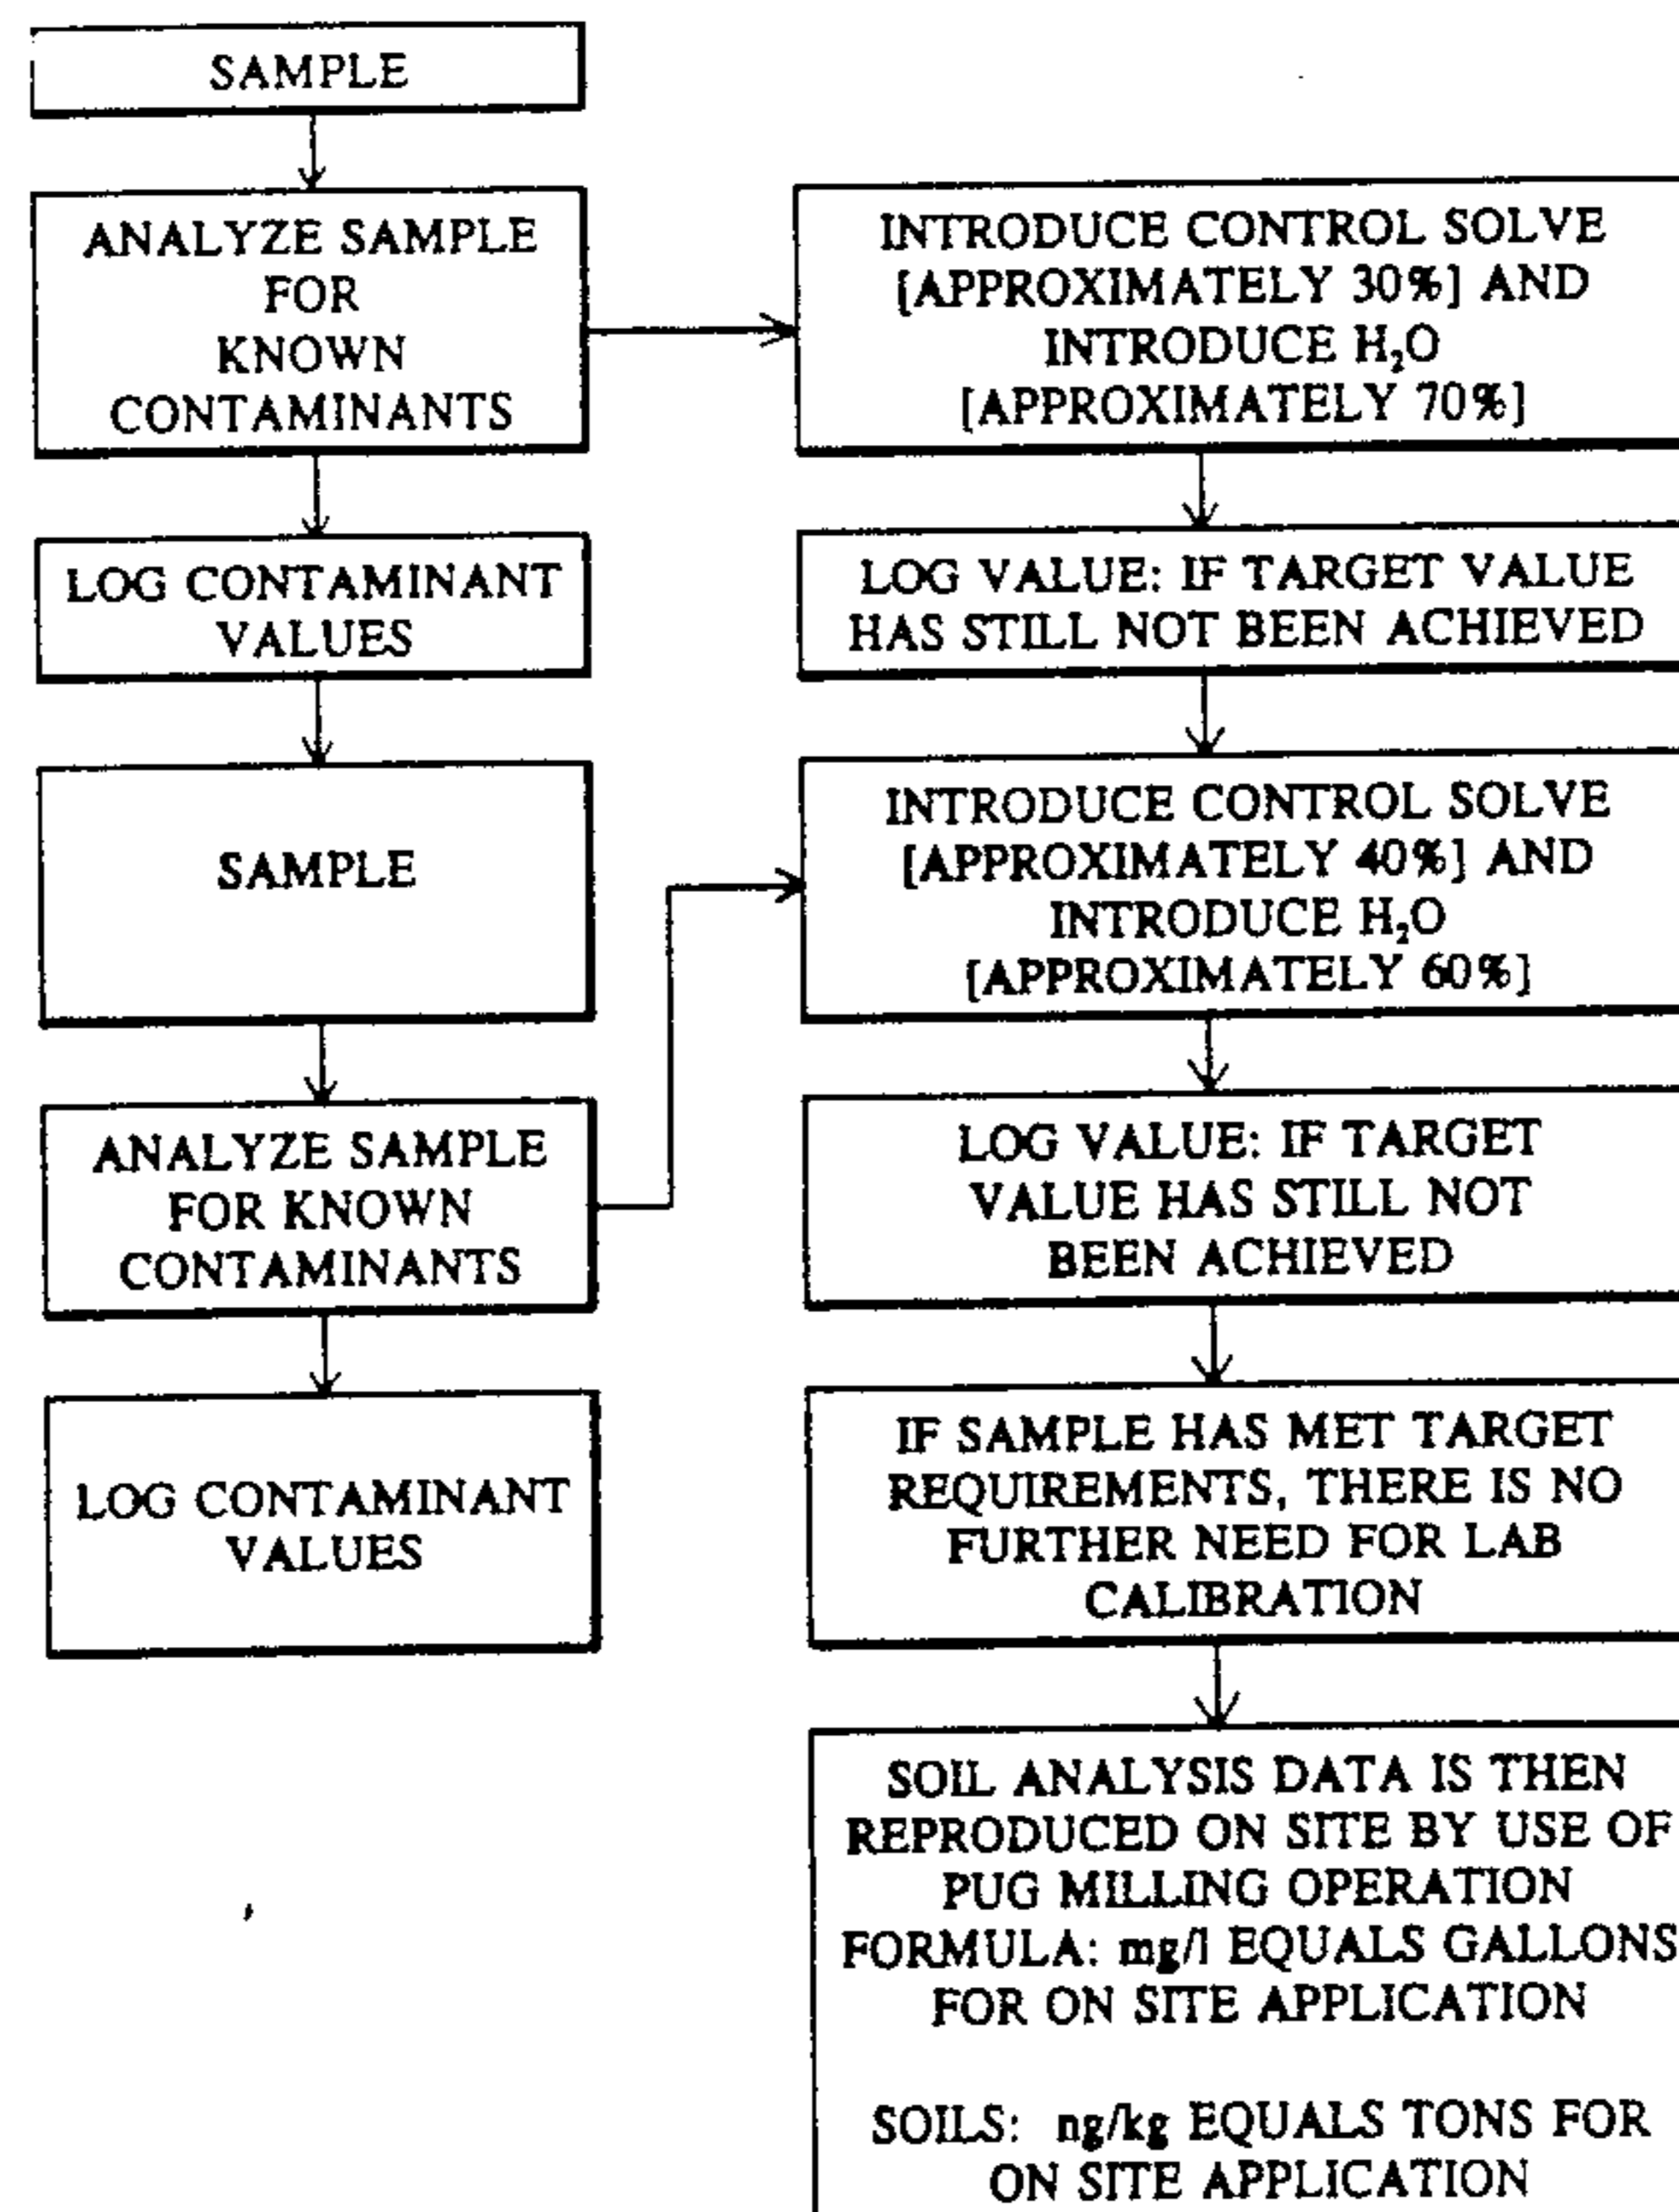 SAMPLE
ANALYZE SAMPLE
FOR
KNOWN
CONTAMINANTS
LOG CONTAMINANT
VALUES
SAMPLE
ANALYZE SAMPLE
FOR KNOWN
CONTAMINANTS
LOG CONTAMINANT
VALUES
INTRODUCE CONTROL SOLVE
[APPROXIMATELY 30%] AND
INTRODUCE H₂O
[APPROXIMATELY 70%]
LOG VALUE: IF TARGET VALUE
HAS STILL NOT BEEN ACHIEVED
INTRODUCE CONTROL SOLVE
[APPROXIMATELY 40%] AND
INTRODUCE H₂O
[APPROXIMATELY 60%]
LOG VALUE: IF TARGET
VALUE HAS STILL NOT
BEEN ACHIEVED
IF SAMPLE HAS MET TARGET
REQUIREMENTS, THERE IS NO
FURTHER NEED FOR LAB
CALIBRATION
SOIL ANALYSIS DATA IS THEN
REPRODUCED ON SITE BY USE OF
PUG MILLING OPERATION
FORMULA: mg/l EQUALS GALLONS
FOR ON SITE APPLICATION
SOILS: ng/kg EQUALS TONS FOR
ON SITE APPLICATION